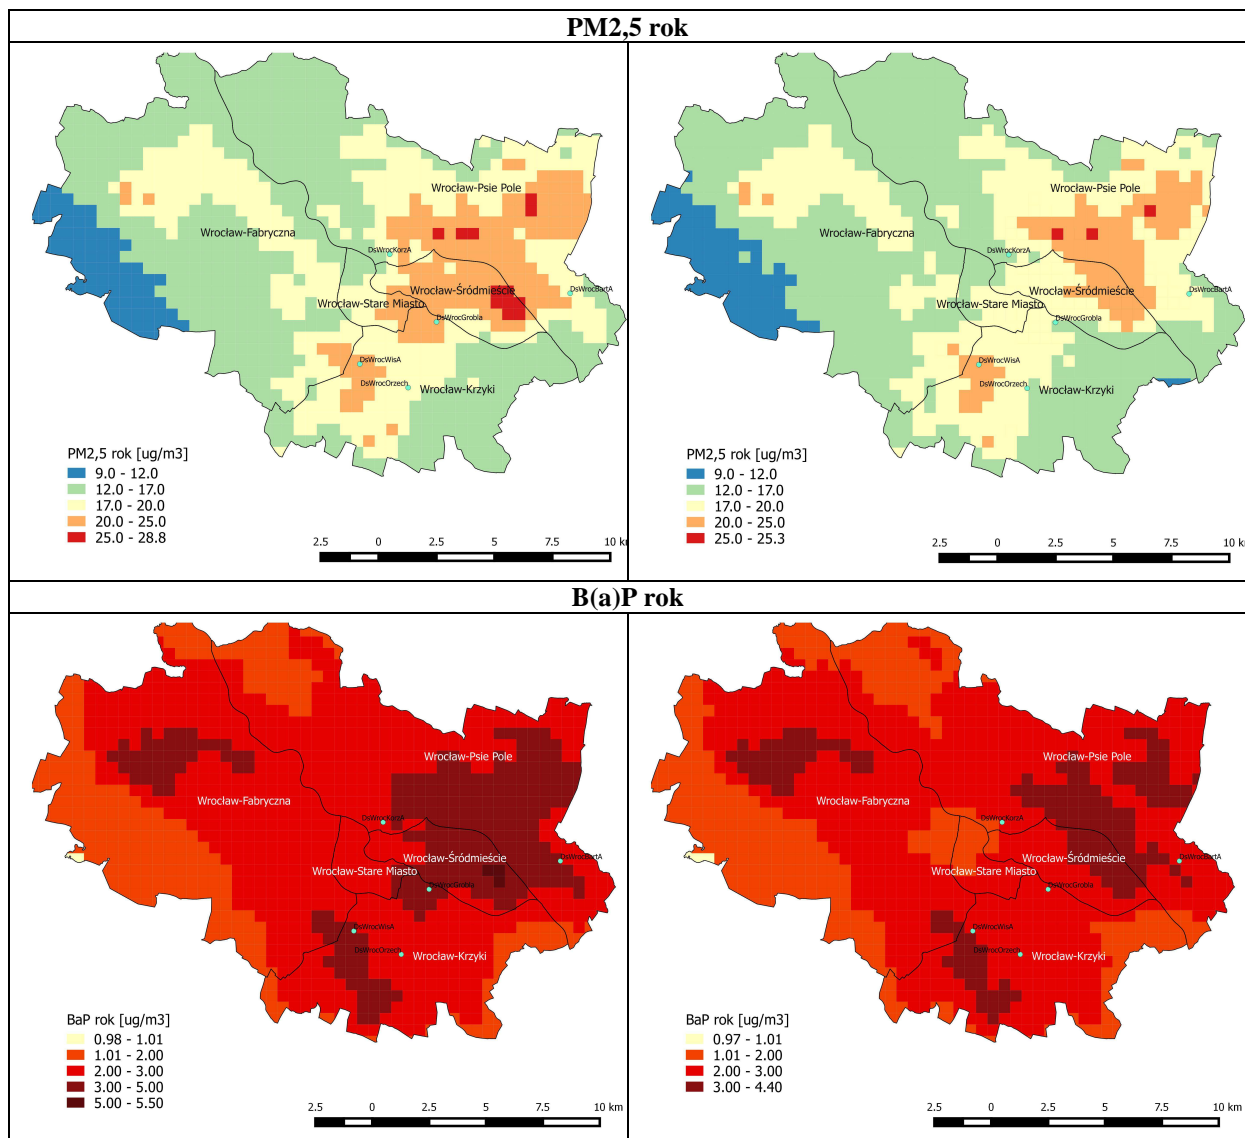 PM2,5 rok
Wrocław-Psie Pole
Wrocław-Fabryczna
DsWrocKorzA
Wrocław-Śródmieście
DsWrocBartA
Wrocław-Stare Miasto
DsWrocGrobla
DsWrocWisA
DsWrocOrzech
Wrocław-Krzyki
PM2,5 rok [ug/m3]
9.0 - 12.0
12.0 - 17.0
17.0 - 20.0
20.0 - 25.0
25.0 - 28.8
2.5 0 2.5 5 7.5 10 km
Wrocław-Psie Pole
Wrocław-Fabryczna
DsWrocKorzA
Wrocław-Śródmieście
DsWrocBartA
Wrocław-Stare Miasto
DsWrocGrobla
DsWrocWisA
DsWrocOrzech
Wrocław-Krzyki
PM2,5 rok [ug/m3]
9.0 - 12.0
12.0 - 17.0
17.0 - 20.0
20.0 - 25.0
25.0 - 25.3
2.5 0 2.5 5 7.5 10 km
B(a)P rok
Wrocław-Psie Pole
Wrocław-Fabryczna
DsWrocKorzA
Wrocław-Śródmieście
DsWrocBartA
Wrocław-Stare Miasto
DsWrocGrobla
DsWrocWisA
DsWrocOrzech
Wrocław-Krzyki
BaP rok [ug/m3]
0.98 - 1.01
1.01 - 2.00
2.00 - 3.00
3.00 - 5.00
5.00 - 5.50
2.5 0 2.5 5 7.5 10 km
Wrocław-Psie Pole
Wrocław-Fabryczna
DsWrocKorzA
Wrocław-Śródmieście
DsWrocBartA
Wrocław-Stare Miasto
DsWrocGrobla
DsWrocWisA
DsWrocOrzech
Wrocław-Krzyki
BaP rok [ug/m3]
0.97 - 1.01
1.01 - 2.00
2.00 - 3.00
3.00 - 4.40
2.5 0 2.5 5 7.5 10 km